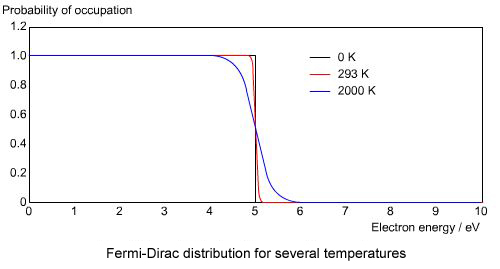 Probability of occupation
1.2
1.0
0.8
0.6
0.4
0.2
0
0 K
293 K
2000 K
0 1 2 3 4 5 6 7 8 9 10
Electron energy / eV
Fermi-Dirac distribution for several temperatures